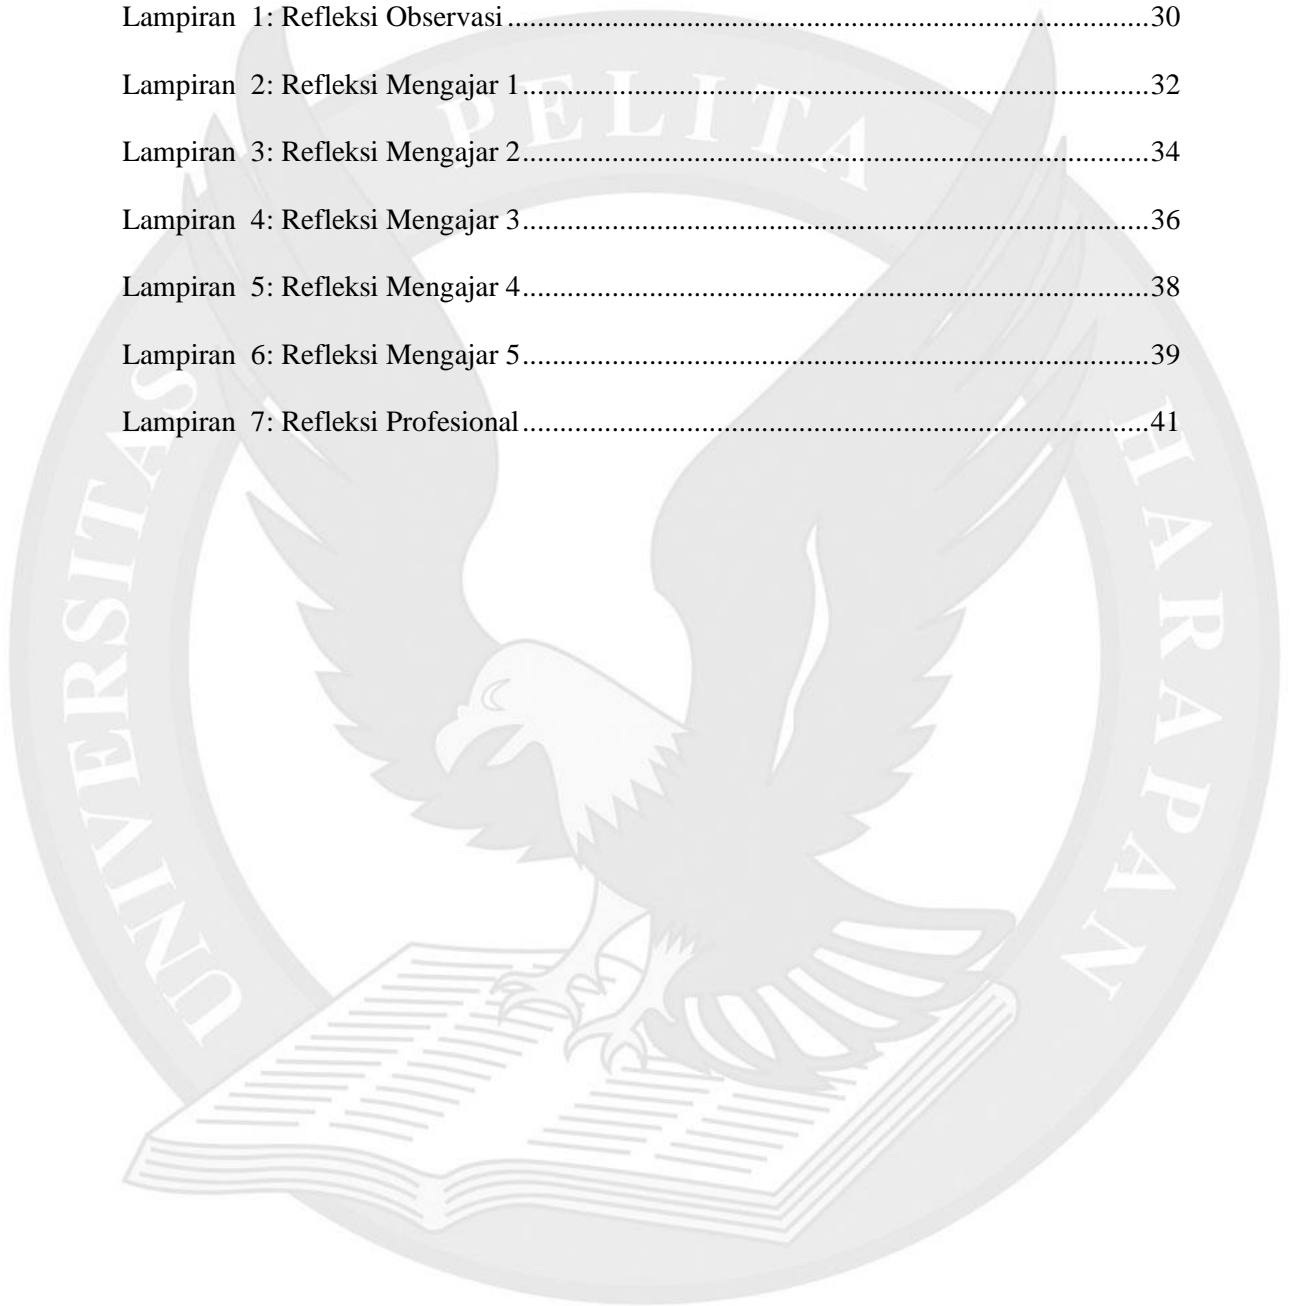 Lampiran  1: Refleksi Observasi ........................................................................................30
Lampiran  2: Refleksi Mengajar 1......................................................................................32
Lampiran  3: Refleksi Mengajar 2......................................................................................34
Lampiran  4: Refleksi Mengajar 3......................................................................................36
Lampiran  5: Refleksi Mengajar 4......................................................................................38
Lampiran  6: Refleksi Mengajar 5......................................................................................39
Lampiran  7: Refleksi Profesional ......................................................................................41
UNIVERSITAS PELITA HARAPAN